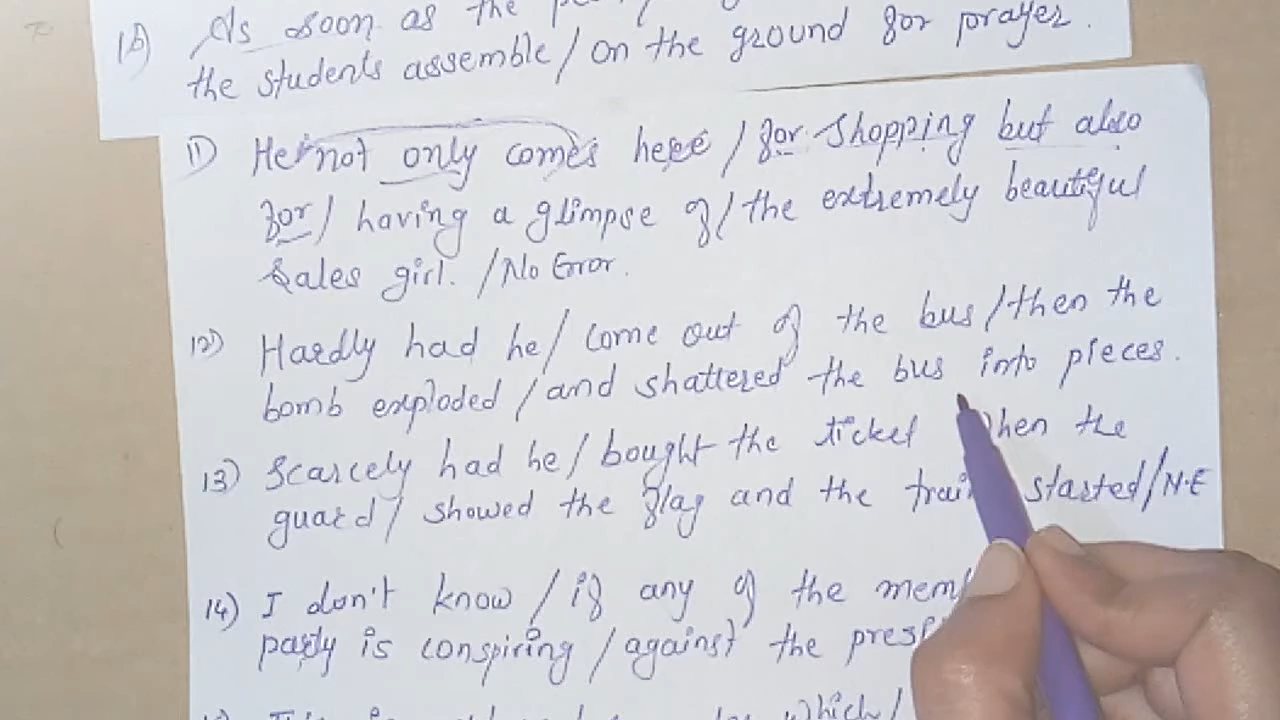 As soon as the
the students assemble / on the ground for prayer.
11) He not only comes here / for shopping but also
for / having a glimpse of / the extremely beautiful
sales girl. / No Error.
12) Hardly had he / come out of the bus / then the
bomb exploded / and shattered the bus into pieces.
13) Scarcely had he / bought the ticket when the
guard / showed the flag and the train started / N.E
14) I don't know / if any of the
party is conspiring / against the
which /